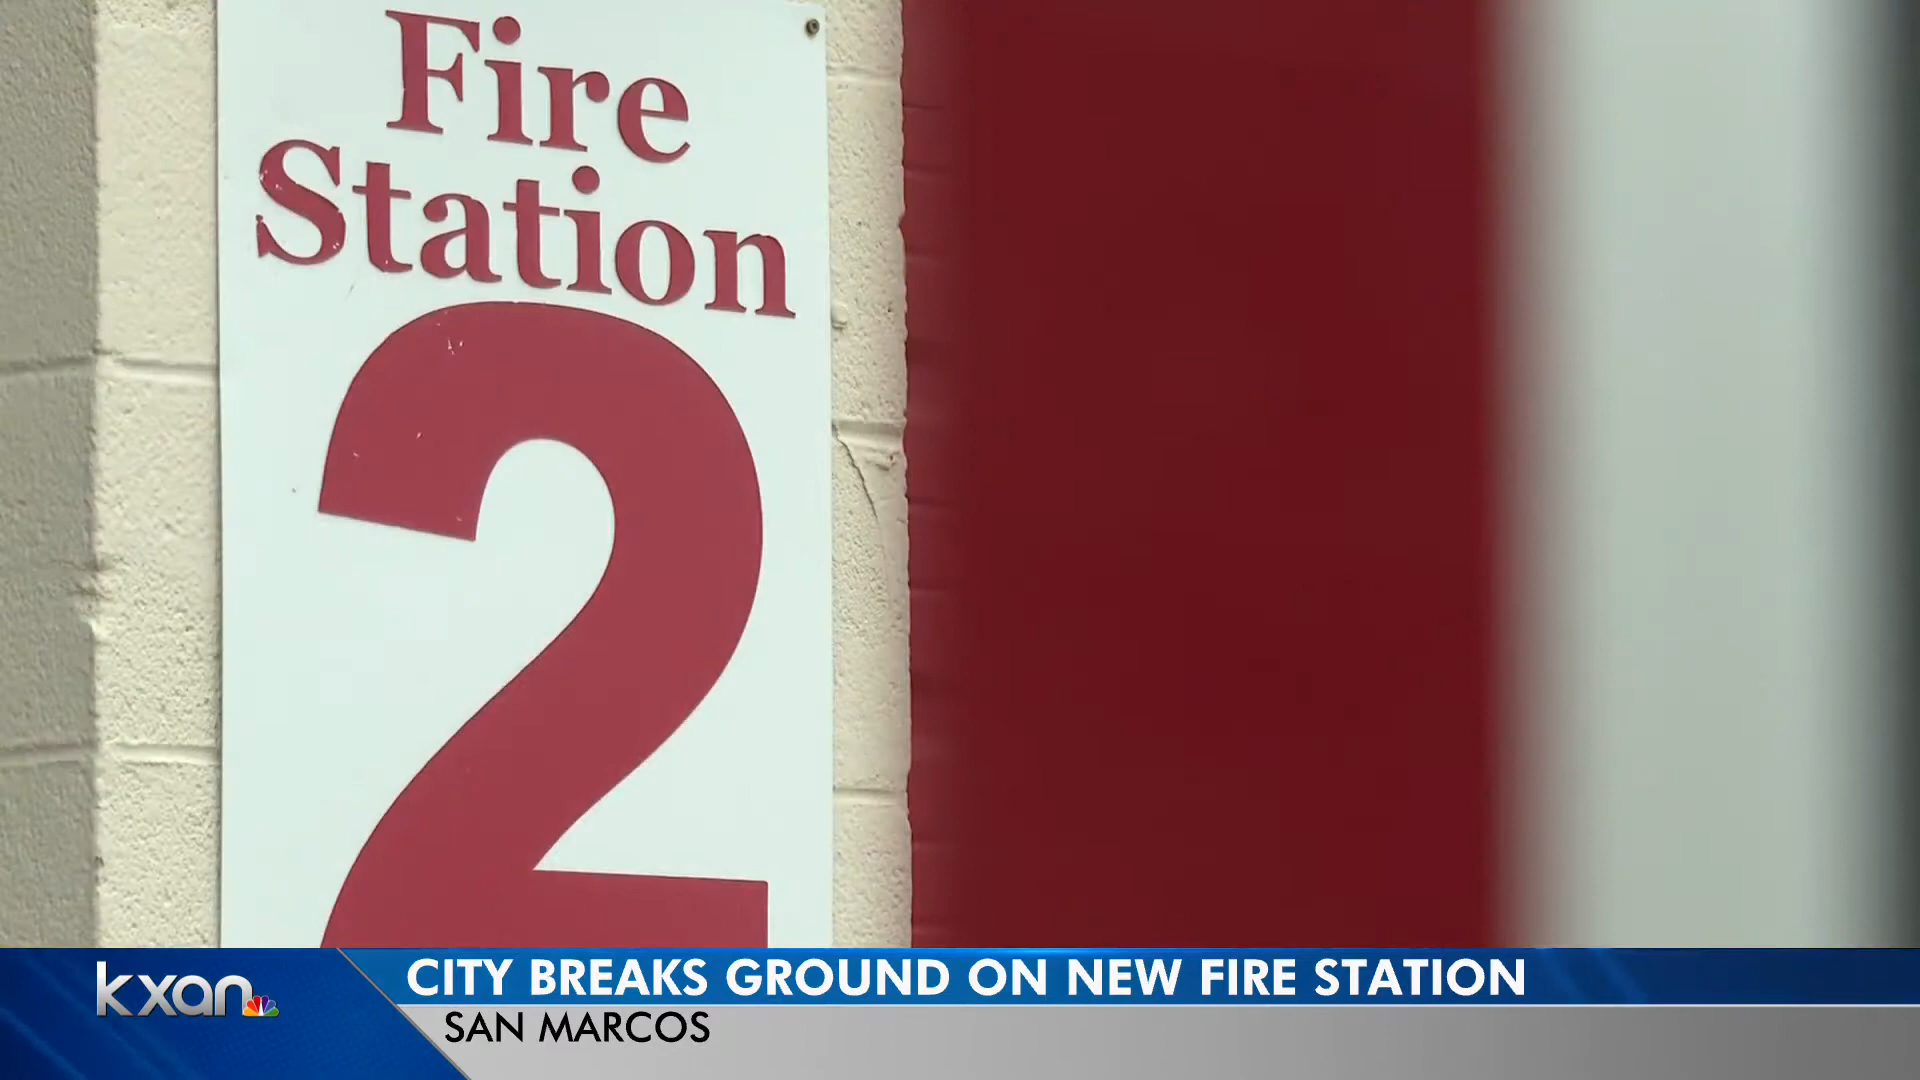 Fire
Station
2
kxan
CITY BREAKS GROUND ON NEW FIRE STATION
SAN MARCOS